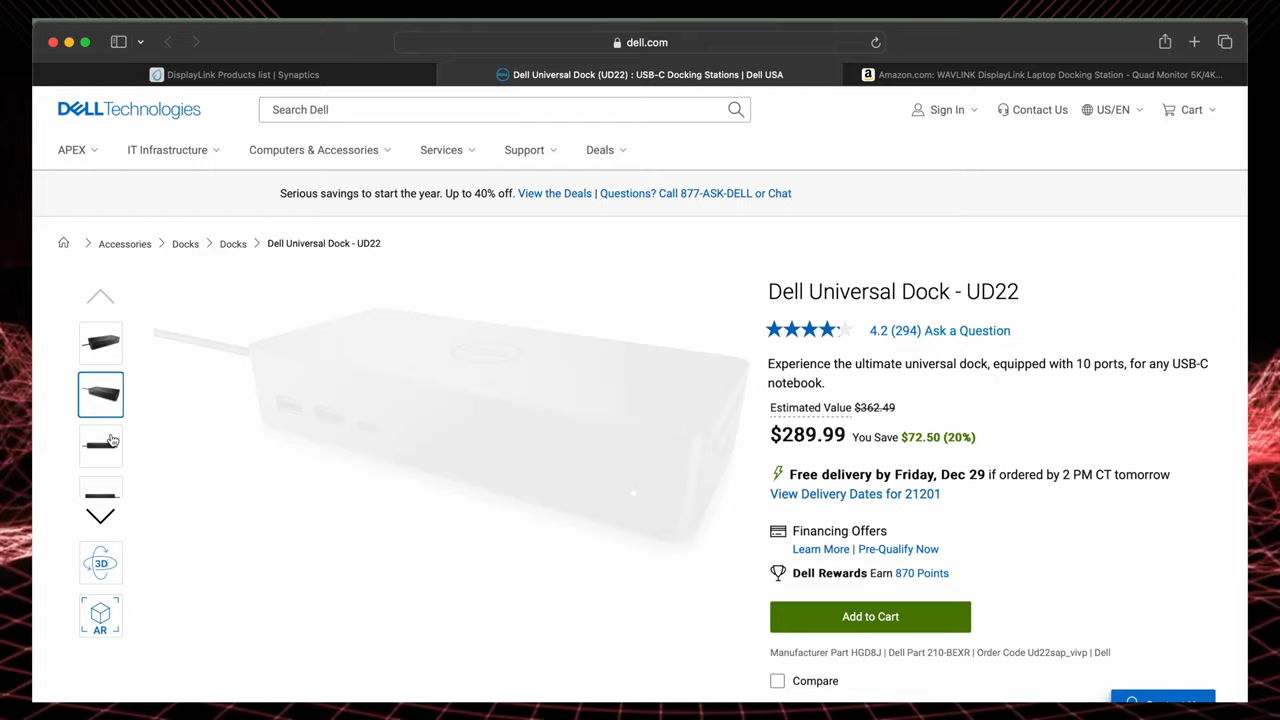 dell.com
DisplayLink Products list | Synaptics
Dell Universal Dock (UD22) : USB-C Docking Stations | Dell USA
Amazon.com: WAVLINK DisplayLink Laptop Docking Station - Quad Monitor 5K/4K...
DELLTechnologies
Search Dell
Sign In
Contact Us
US/EN
Cart
APEX
IT Infrastructure
Computers & Accessories
Services
Support
Deals
Serious savings to start the year. Up to 40% off. View the Deals | Questions? Call 877-ASK-DELL or Chat
Accessories
Docks
Docks
Dell Universal Dock - UD22
Dell Universal Dock - UD22
4.2 (294) Ask a Question
Experience the ultimate universal dock, equipped with 10 ports, for any USB-C
notebook.
Estimated Value $362.49
$289.99 You Save $72.50 (20%)
Free delivery by Friday, Dec 29 if ordered by 2 PM CT tomorrow
View Delivery Dates for 21201
Financing Offers
Learn More | Pre-Qualify Now
Dell Rewards Earn 870 Points
3D
AR
Add to Cart
Manufacturer Part HGD8J | Dell Part 210-BEXR | Order Code Ud22sap_vivp | Dell
Compare